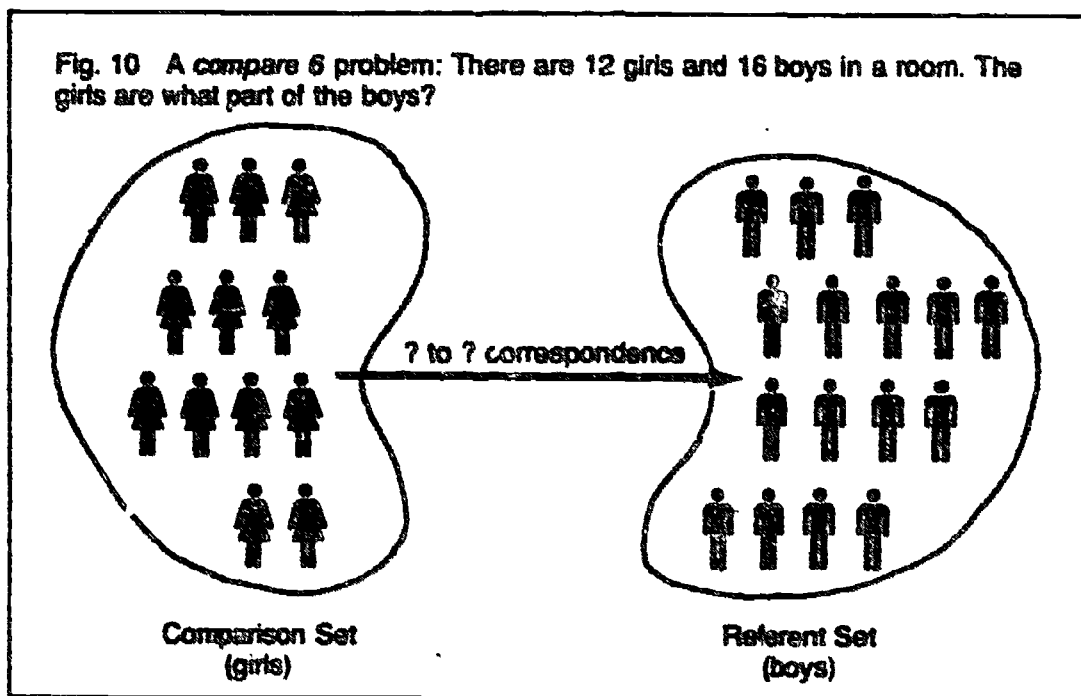 Fig. 10 A compare 6 problem: There are 12 girls and 16 boys in a room. The
girls are what part of the boys?
? to ? correspondence
Comparison Set
(girls)
Referent Set
(boys)